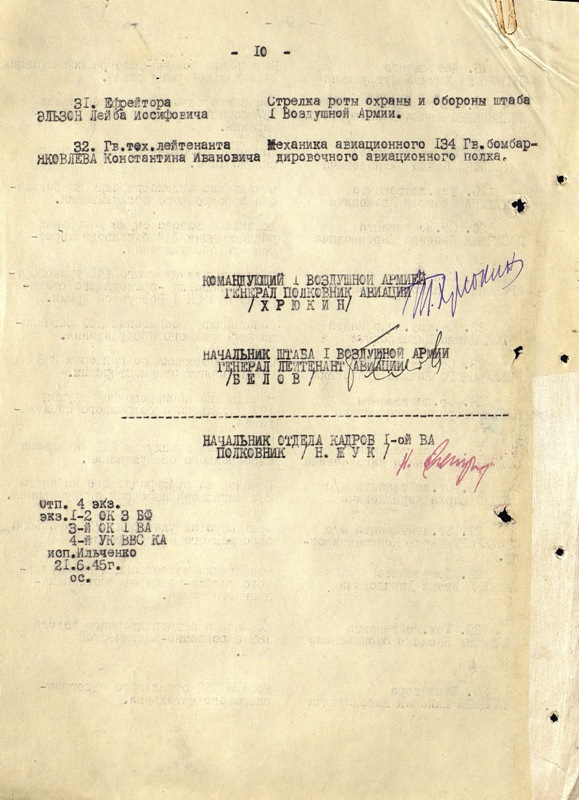 - 10 -
31. Ефрейтора
ЭЛЬЗОН Лейба Иосифовича
Стрелка роты охраны и обороны штаба
I Воздушной Армии.
32. Гв.тех.лейтенанта
ЯКОВЛЕВА Константина Ивановича
Механика авиационного 134 Гв.бомбар-
дировочного авиационного полка.
КОМАНДУЮЩИЙ I ВОЗДУШНОЙ АРМИЕЙ
ГЕНЕРАЛ ПОЛКОВНИК АВИАЦИИ
/ХРЮКИН/
Т. Хрюкин
НАЧАЛЬНИК ШТАБА I ВОЗДУШНОЙ АРМИИ
ГЕНЕРАЛ ЛЕЙТЕНАНТ АВИАЦИИ
/БЕЛОВ/
НАЧАЛЬНИК ОТДЕЛА КАДРОВ I-ой ВА
ПОЛКОВНИК /Н. ЖУК/
Отп. 4 экз.
экз.I-2 ОК 3 БФ
3-й ОК 1 ВА
4-й УК ВВС КА
исп.Ильченко
21.6.45г.
ос.